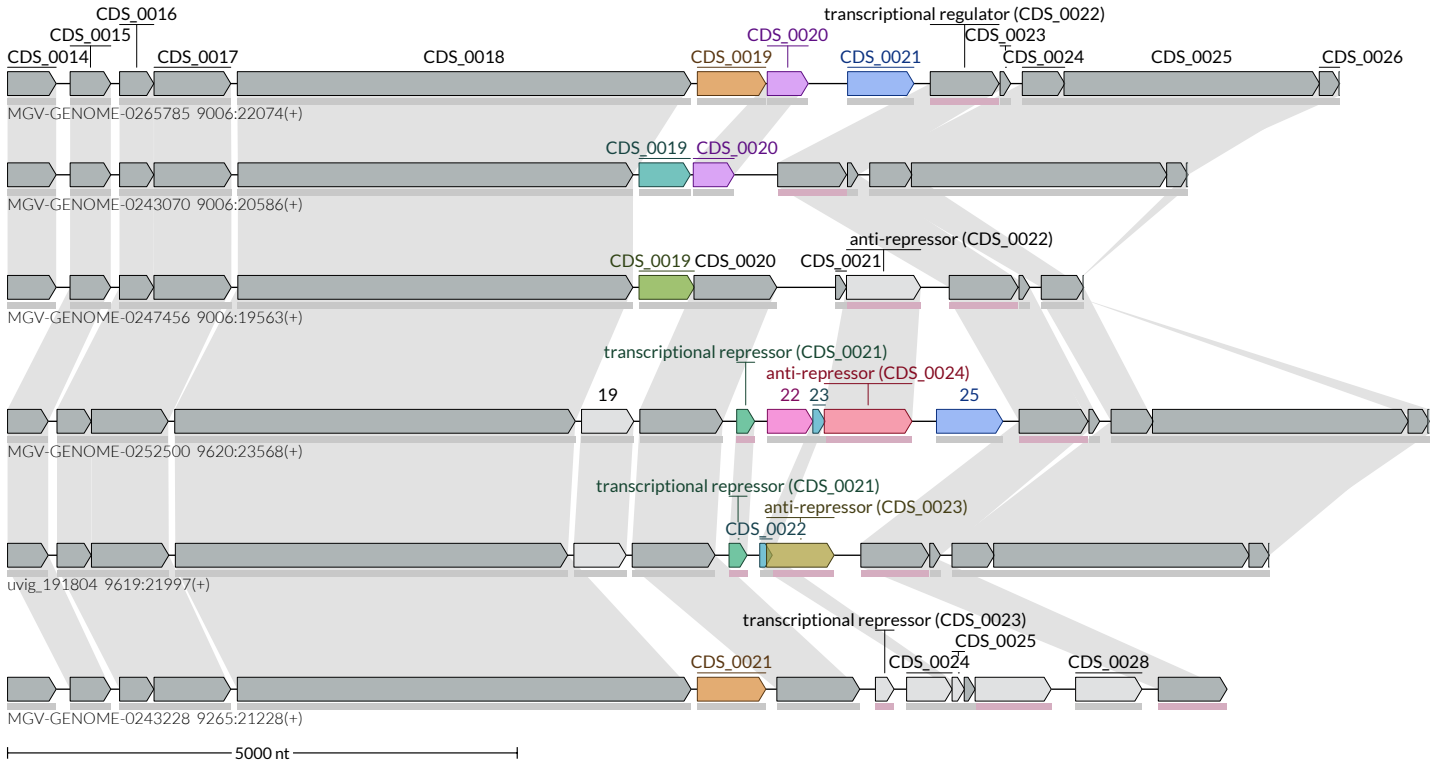 CDS_0016 transcriptional regulator (CDS_0022)
CDS_0015 CDS_0020 CDS_0023
CDS_0014 CDS_0017 CDS_0018 CDS_0019 CDS_0021 CDS_0024 CDS_0025 CDS_0026
MGV-GENOME-0265785 9006:22074(+)
CDS_0019 CDS_0020
MGV-GENOME-0243070 9006:20586(+)
anti-repressor (CDS_0022)
CDS_0019 CDS_0020 CDS_0021
MGV-GENOME-0247456 9006:19563(+)
transcriptional repressor (CDS_0021)
anti-repressor (CDS_0024)
19 22 23 25
MGV-GENOME-0252500 9620:23568(+)
transcriptional repressor (CDS_0021)
anti-repressor (CDS_0023)
CDS_0022
uvig_191804 9619:21997(+)
transcriptional repressor (CDS_0023)
CDS_0025
CDS_0021 CDS_0024 CDS_0028
MGV-GENOME-0243228 9265:21228(+)
5000 nt